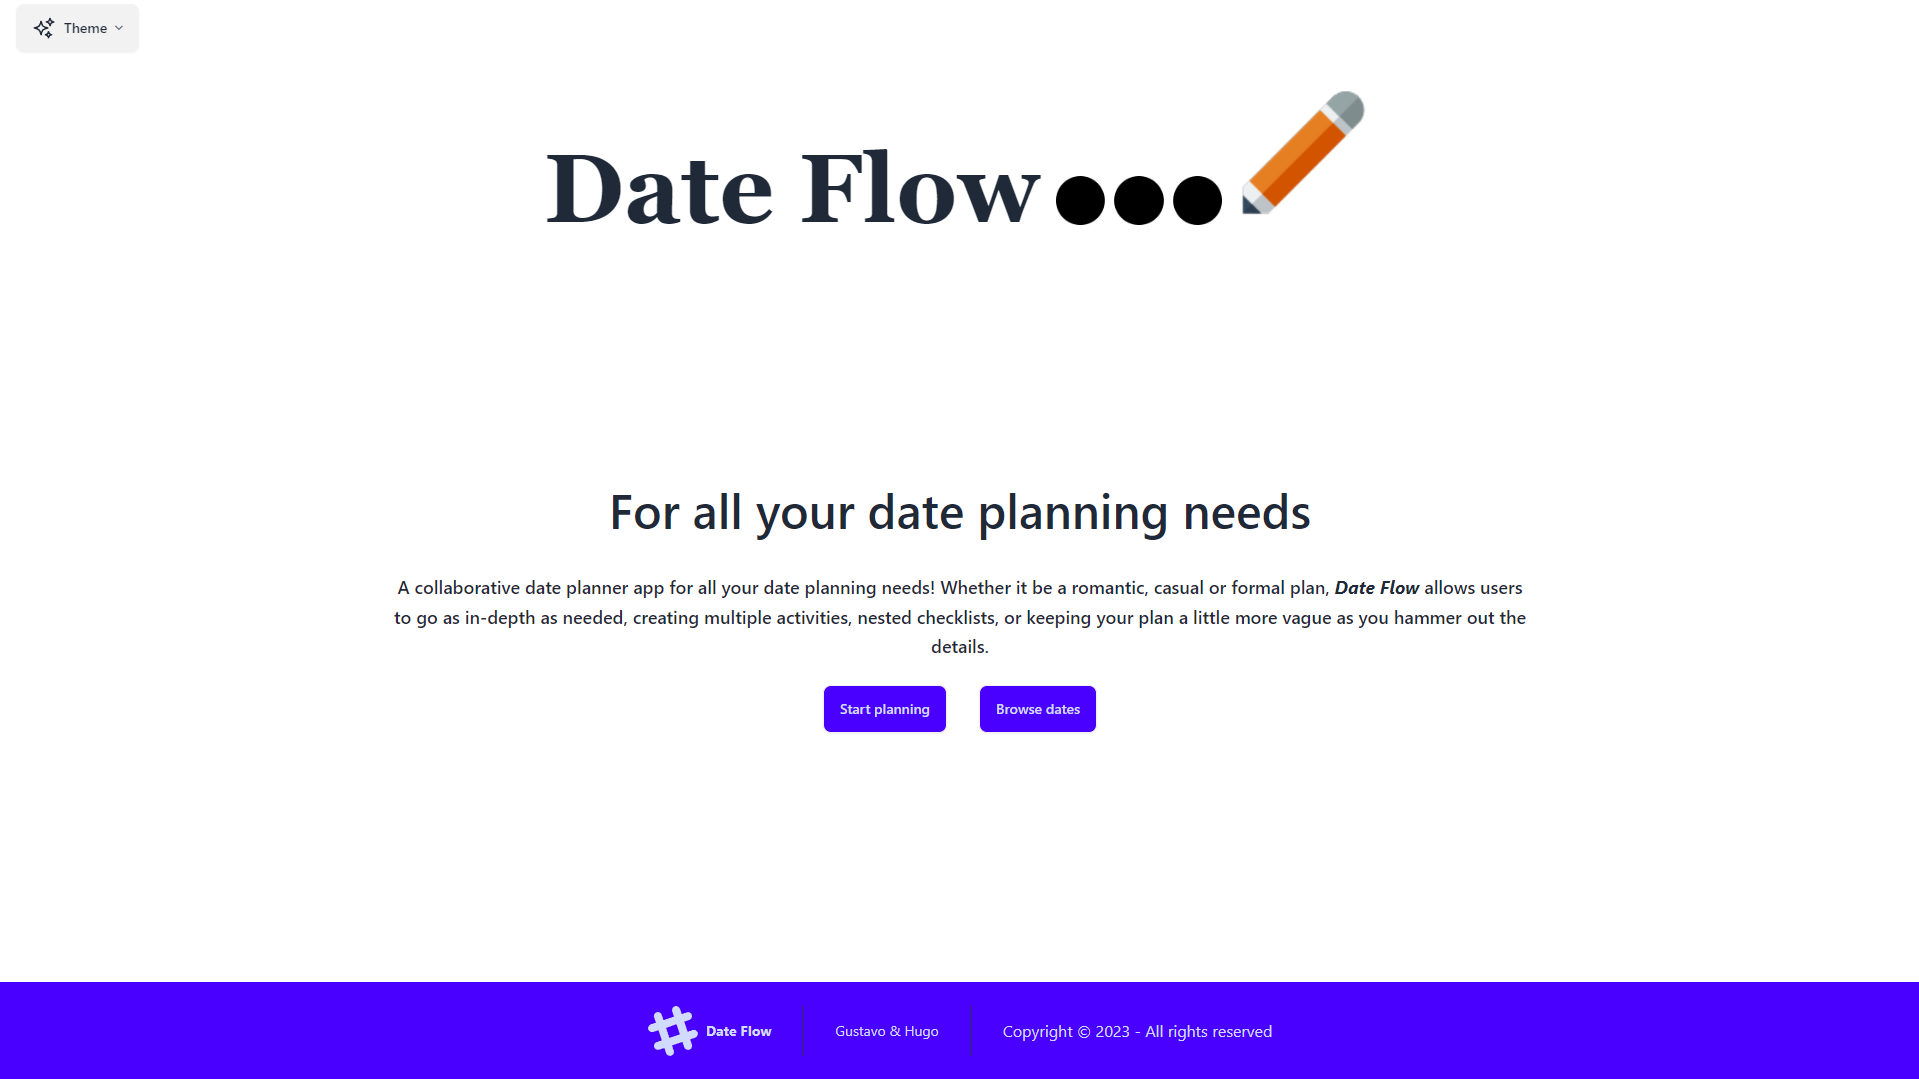 Theme
Date Flow
For all your date planning needs
A collaborative date planner app for all your date planning needs! Whether it be a romantic, casual or formal plan, Date Flow allows users
to go as in-depth as needed, creating multiple activities, nested checklists, or keeping your plan a little more vague as you hammer out the
details.
Start planning
Browse dates
Date Flow
Gustavo & Hugo
Copyright © 2023 - All rights reserved